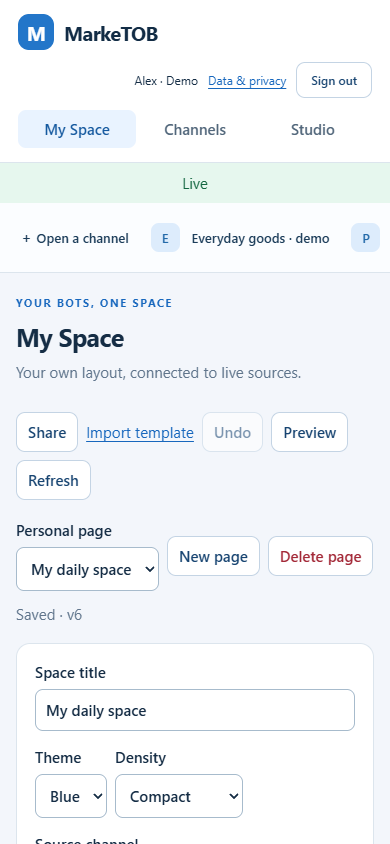 M MarkeTOB
Alex · Demo Data & privacy Sign out
My Space Channels Studio
Live
+ Open a channel E Everyday goods · demo P
YOUR BOTS, ONE SPACE
My Space
Your own layout, connected to live sources.
Share Import template Undo Preview
Refresh
Personal page
My daily space New page Delete page
Saved · v6
Space title
My daily space
Theme Density
Blue Compact
Source channel